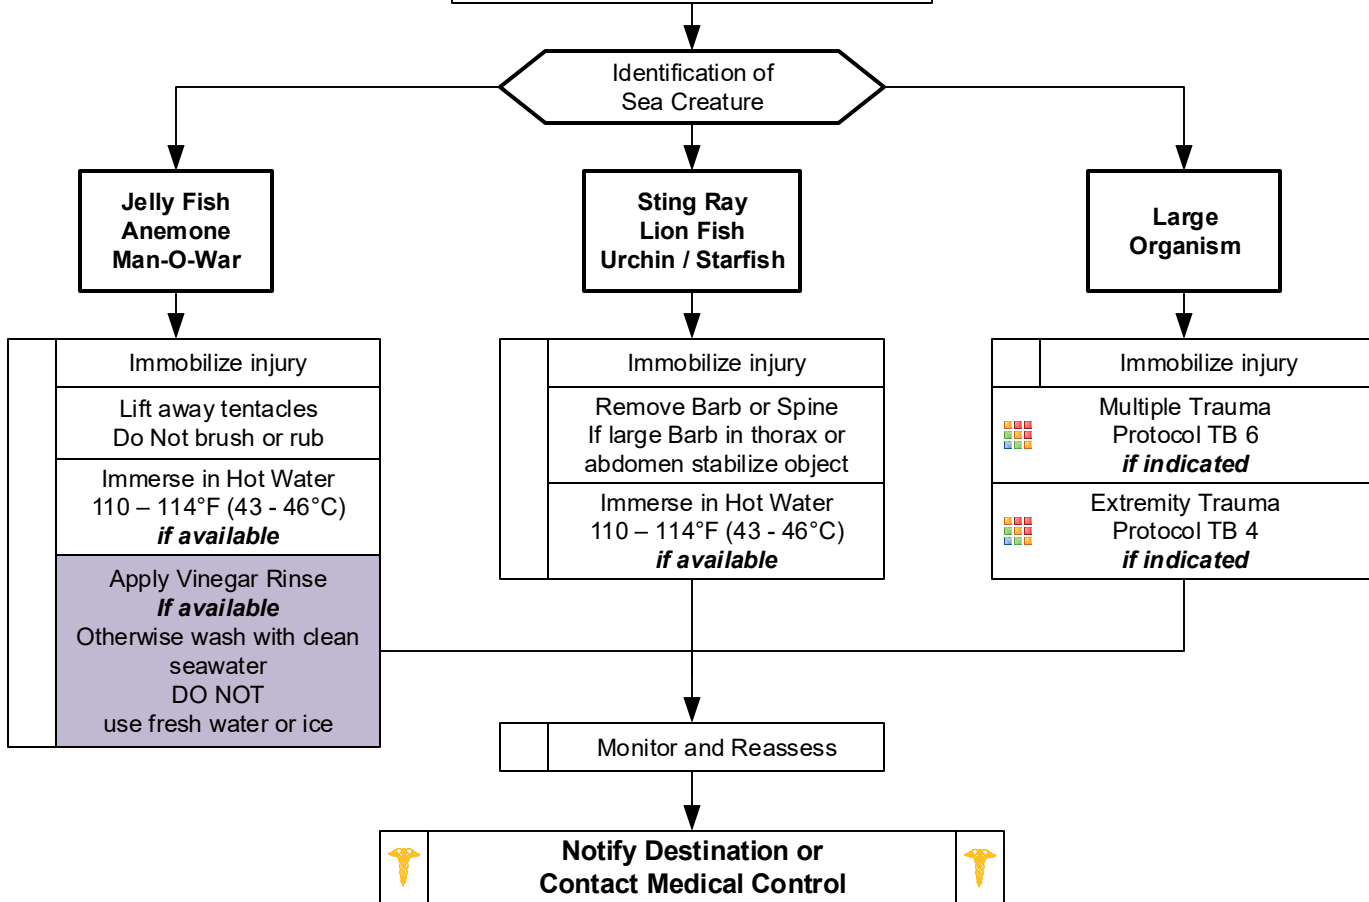 Identification of
Sea Creature
Jelly Fish
Anemone
Man-O-War
Sting Ray
Lion Fish
Urchin / Starfish
Large
Organism
Immobilize injury
Lift away tentacles
Do Not brush or rub
Immerse in Hot Water
110 – 114°F (43 - 46°C)
if available
Apply Vinegar Rinse
If available
Otherwise wash with clean
seawater
DO NOT
use fresh water or ice
Immobilize injury
Remove Barb or Spine
If large Barb in thorax or
abdomen stabilize object
Immerse in Hot Water
110 – 114°F (43 - 46°C)
if available
Immobilize injury
Multiple Trauma
Protocol TB 6
if indicated
Extremity Trauma
Protocol TB 4
if indicated
Monitor and Reassess
Notify Destination or
Contact Medical Control